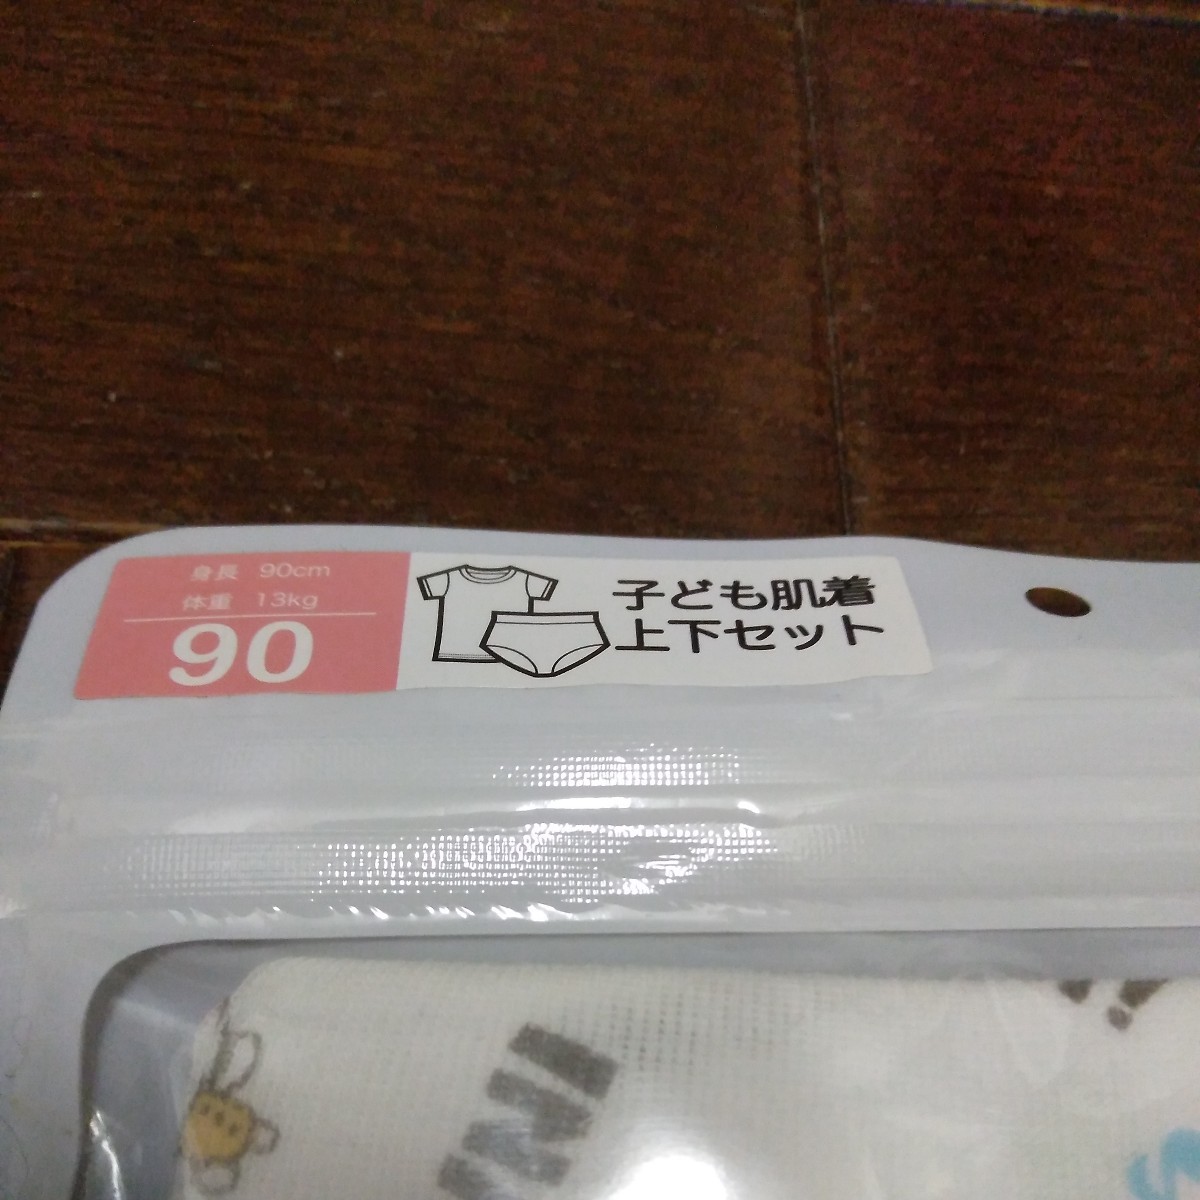 身長 90cm
体重 13kg
90
子ども肌着
上下セット